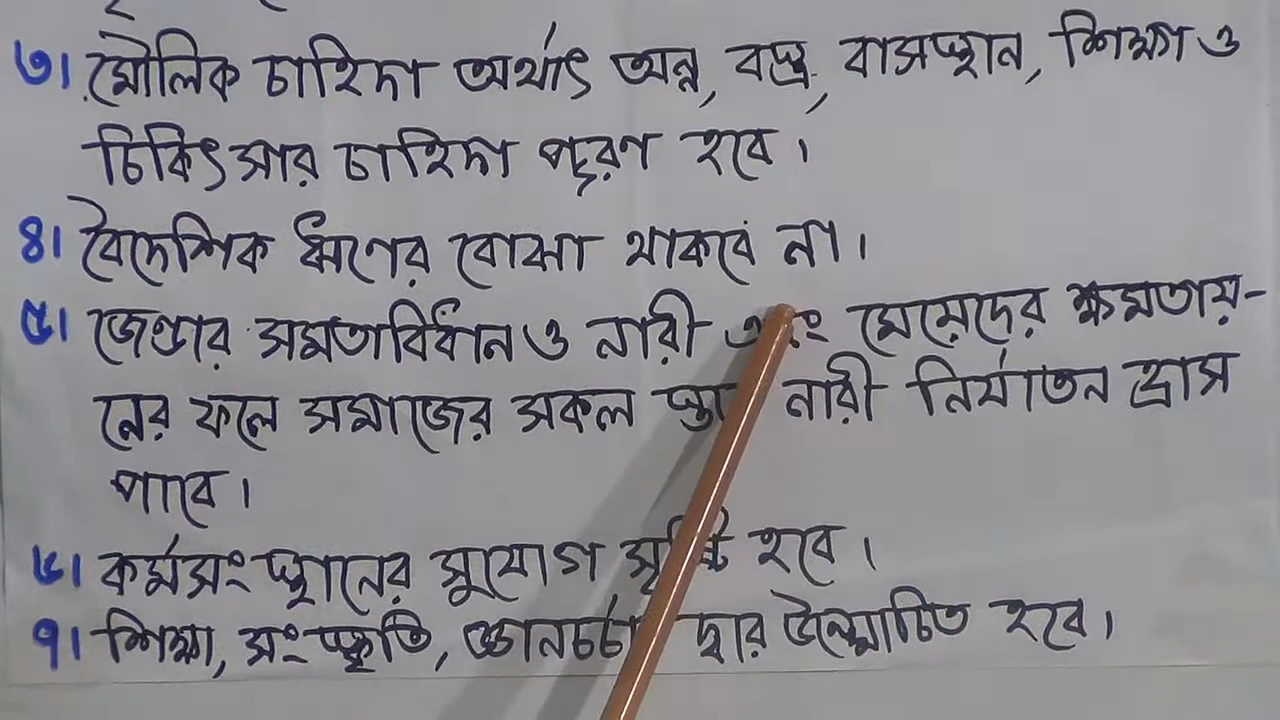 ৩। মৌলিক চাহিদা অর্থাৎ অন্ন, বস্ত্র, বাসস্থান, শিক্ষা ও
চিকিৎসার চাহিদা পূরণ হবে।
৪। বৈদেশিক ঋণের বোঝা থাকবে না।
৫। জেন্ডার সমতাবিধান ও নারী এবং মেয়েদের ক্ষমতায়-
নের ফলে সমাজের সকল নারী নির্যাতন হ্রাস
পাবে।
৬। কর্মসংস্থানের সুযোগ সৃষ্টি হবে।
৭। শিক্ষা, সংস্কৃতি, জ্ঞানচর্চা দ্বার উন্মোচিত হবে।